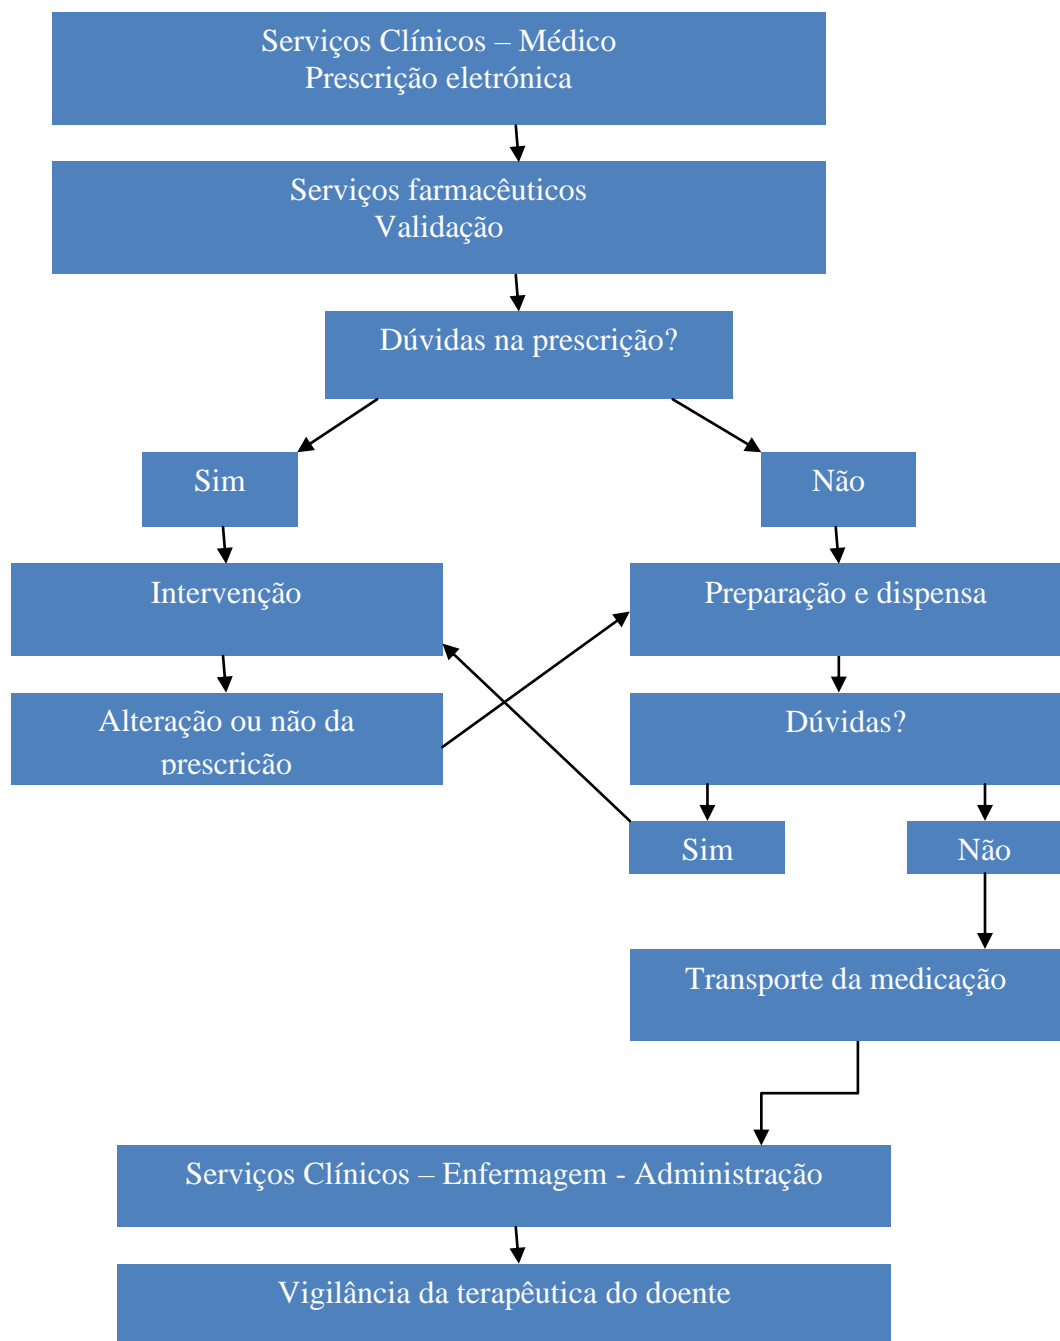 Serviços Clínicos – Médico
Prescrição eletrónica
Serviços farmacêuticos
Validação
Dúvidas na prescrição?
Sim
Não
Intervenção
Preparação e dispensa
Alteração ou não da
prescrição
Dúvidas?
Sim
Não
Transporte da medicação
Serviços Clínicos – Enfermagem - Administração
Vigilância da terapêutica do doente